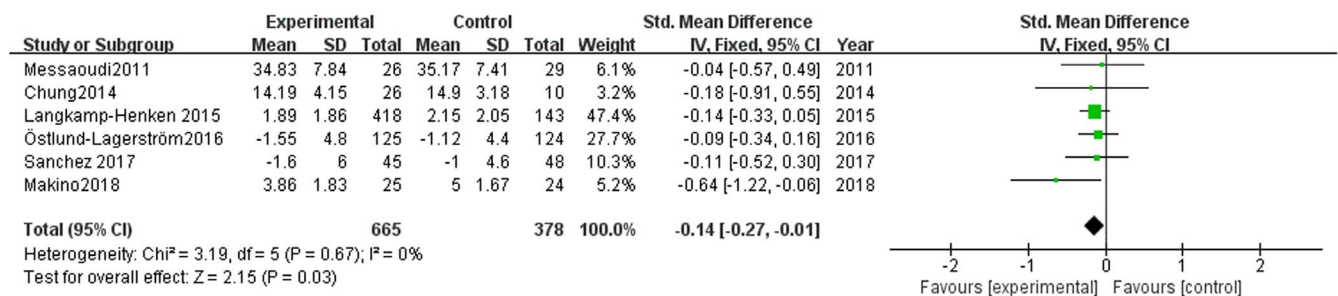 Experimental Control Std. Mean Difference Std. Mean Difference
Study or Subgroup Mean SD Total Mean SD Total Weight IV, Fixed, 95% CI Year IV, Fixed, 95% CI
Messaoudi2011 34.83 7.84 26 35.17 7.41 29 6.1% -0.04 [-0.57, 0.49] 2011
Chung2014 14.19 4.15 26 14.9 3.18 10 3.2% -0.18 [-0.91, 0.55] 2014
Langkamp-Henken 2015 1.89 1.86 418 2.15 2.05 143 47.4% -0.14 [-0.33, 0.05] 2015
Östlund-Lagerström2016 -1.55 4.8 125 -1.12 4.4 124 27.7% -0.09 [-0.34, 0.16] 2016
Sanchez 2017 -1.6 6 45 -1 4.6 48 10.3% -0.11 [-0.52, 0.30] 2017
Makino2018 3.86 1.83 25 5 1.67 24 5.2% -0.64 [-1.22, -0.06] 2018
Total (95% CI) 665 378 100.0% -0.14 [-0.27, -0.01]
Heterogeneity: Chi² = 3.19, df = 5 (P = 0.67); I² = 0%
Test for overall effect: Z = 2.15 (P = 0.03)
-2 -1 0 1 2
Favours [experimental] Favours [control]